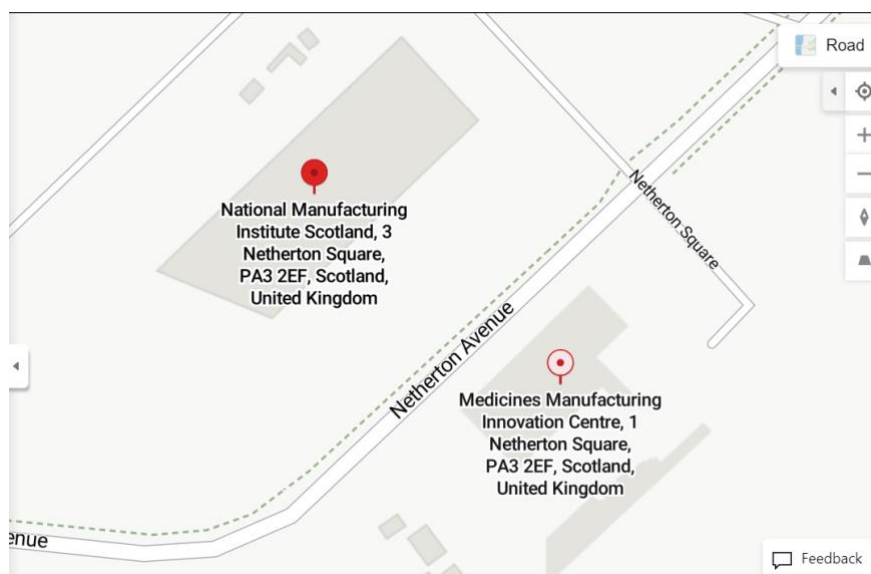 Road
Netherton Square
National Manufacturing
Institute Scotland, 3
Netherton Square,
PA3 2EF, Scotland,
United Kingdom
Netherton Avenue
Medicines Manufacturing
Innovation Centre, 1
Netherton Square,
PA3 2EF, Scotland,
United Kingdom
enue
Feedback